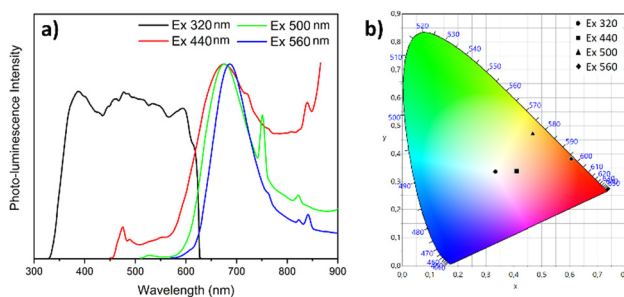 a)
Ex 320 nm
Ex 500 nm
Ex 440 nm
Ex 560 nm
Photo-luminescence Intensity
300 400 500 600 700 800 900
Wavelength (nm)
b)
Ex 320
Ex 440
Ex 500
Ex 560
0,9
0,8
0,7
0,6
0,5
0,4
0,3
0,2
0,1
0,0
y
0,0 0,1 0,2 0,3 0,4 0,5 0,6 0,7
x
520
530
540
550
560
570
580
590
600
610
510
500
490
480
470
460